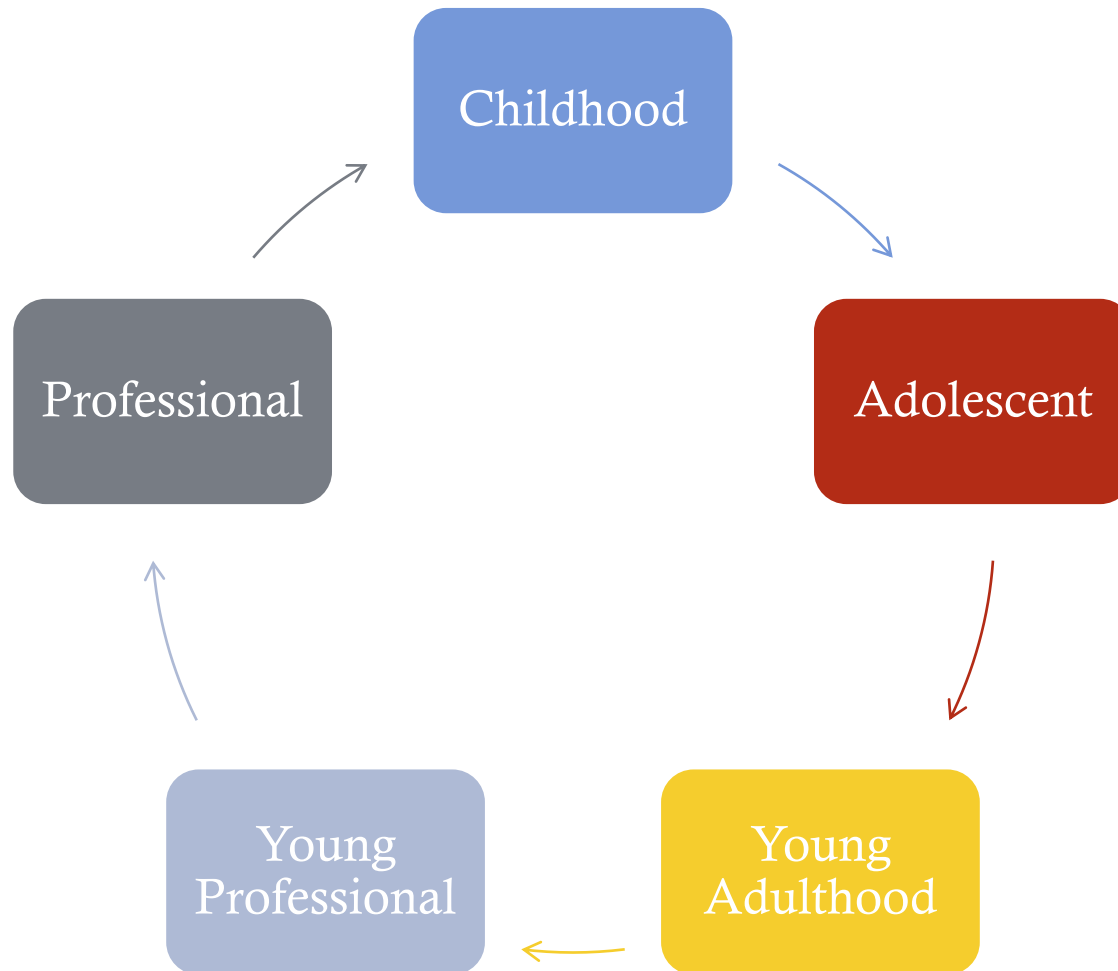 Childhood
Adolescent
Young
Adulthood
Young
Professional
Professional